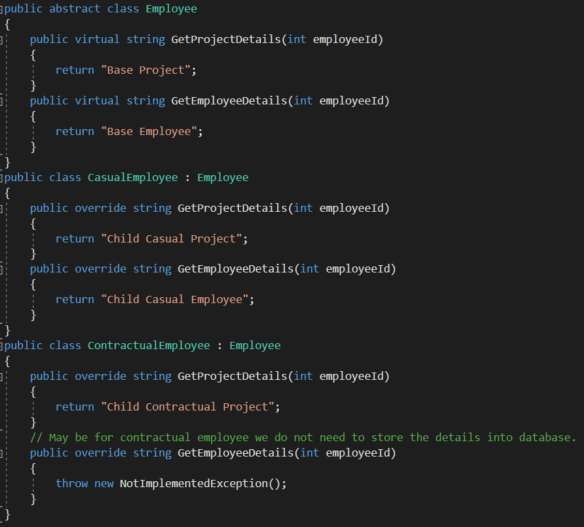 public abstract class Employee
{
public virtual string GetProjectDetails(int employeeId)
{
return "Base Project";
}
public virtual string GetEmployeeDetails(int employeeId)
{
return "Base Employee";
}
}
public class CasualEmployee : Employee
{
public override string GetProjectDetails(int employeeId)
{
return "Child Casual Project";
}
public override string GetEmployeeDetails(int employeeId)
{
return "Child Casual Employee";
}
}
public class ContractualEmployee : Employee
{
public override string GetProjectDetails(int employeeId)
{
return "Child Contractual Project";
}
// May be for contractual employee we do not need to store the details into database.
public override string GetEmployeeDetails(int employeeId)
{
throw new NotImplementedException();
}
}